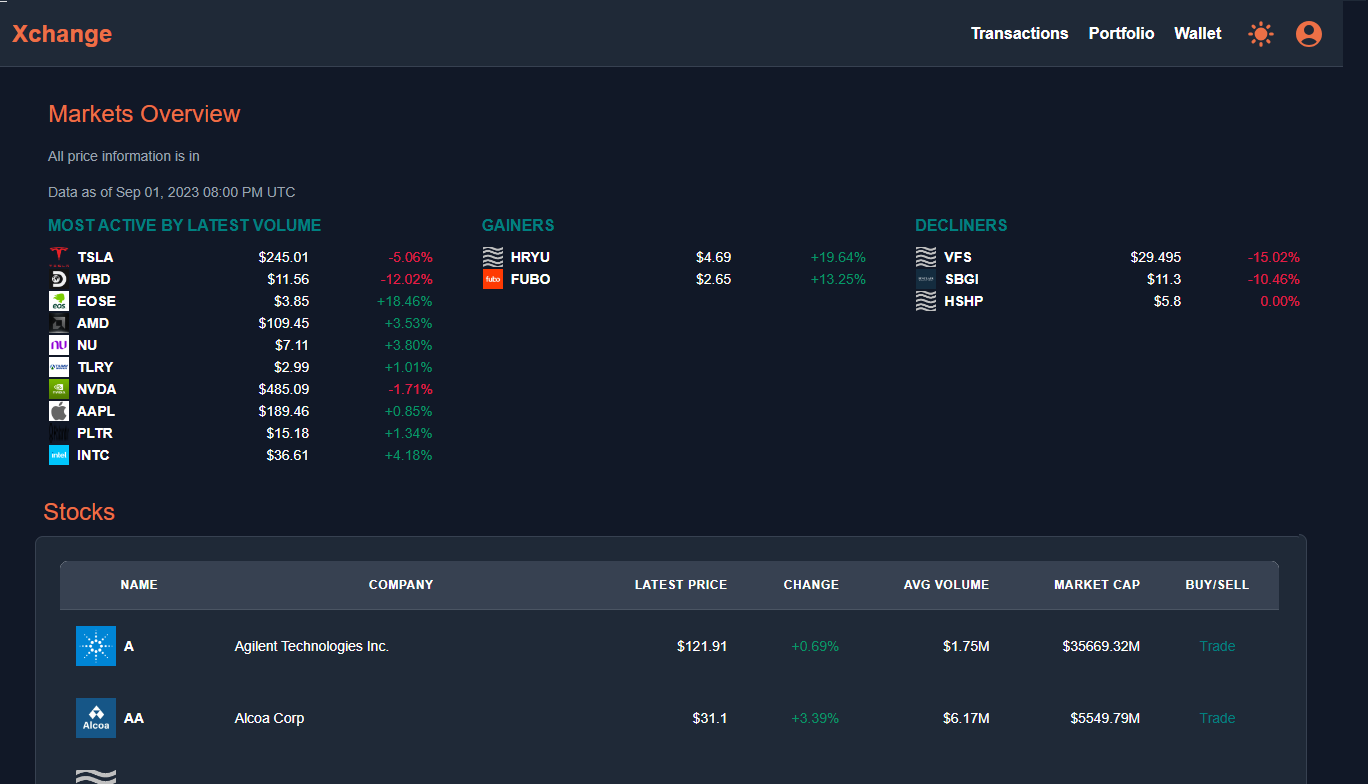 Xchange
Transactions Portfolio Wallet
Markets Overview
All price information is in
Data as of Sep 01, 2023 08:00 PM UTC
MOST ACTIVE BY LATEST VOLUME
TSLA $245.01 -5.06%
WBD $11.56 -12.02%
eos EOSE $3.85 +18.46%
AMD $109.45 +3.53%
nu NU $7.11 +3.80%
TLRY $2.99 +1.01%
NVDA $485.09 -1.71%
AAPL $189.46 +0.85%
PLTR $15.18 +1.34%
intel INTC $36.61 +4.18%
GAINERS
HRYU $4.69 +19.64%
fubo FUBO $2.65 +13.25%
DECLINERS
VFS $29.495 -15.02%
SBGI $11.3 -10.46%
HSHP $5.8 0.00%
Stocks
NAME COMPANY LATEST PRICE CHANGE AVG VOLUME MARKET CAP BUY/SELL
A Agilent Technologies Inc. $121.91 +0.69% $1.75M $35669.32M Trade
Alcoa AA Alcoa Corp $31.1 +3.39% $6.17M $5549.79M Trade